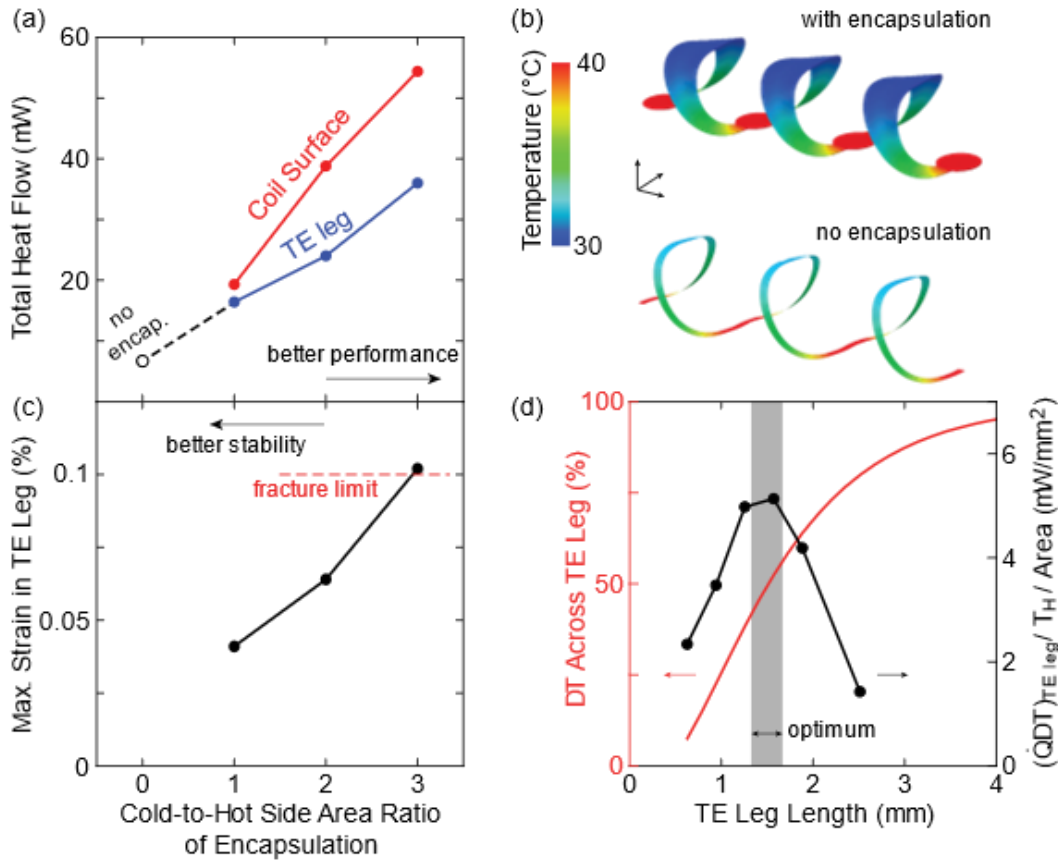 (a)
60
40
20
Total Heat Flow (mW)
Coil Surface
TE leg
no
encap.
better performance
(b)
with encapsulation
40
30
Temperature (°C)
no encapsulation
(c)
better stability
fracture limit
0.1
0.05
0
Max. Strain in TE Leg (%)
0 1 2 3
Cold-to-Hot Side Area Ratio
of Encapsulation
(d)
100
50
0
DT Across TE Leg (%)
optimum
6
4
2
0
(Q̇DT)TE leg/ TH / Area (mW/mm²)
0 1 2 3 4
TE Leg Length (mm)